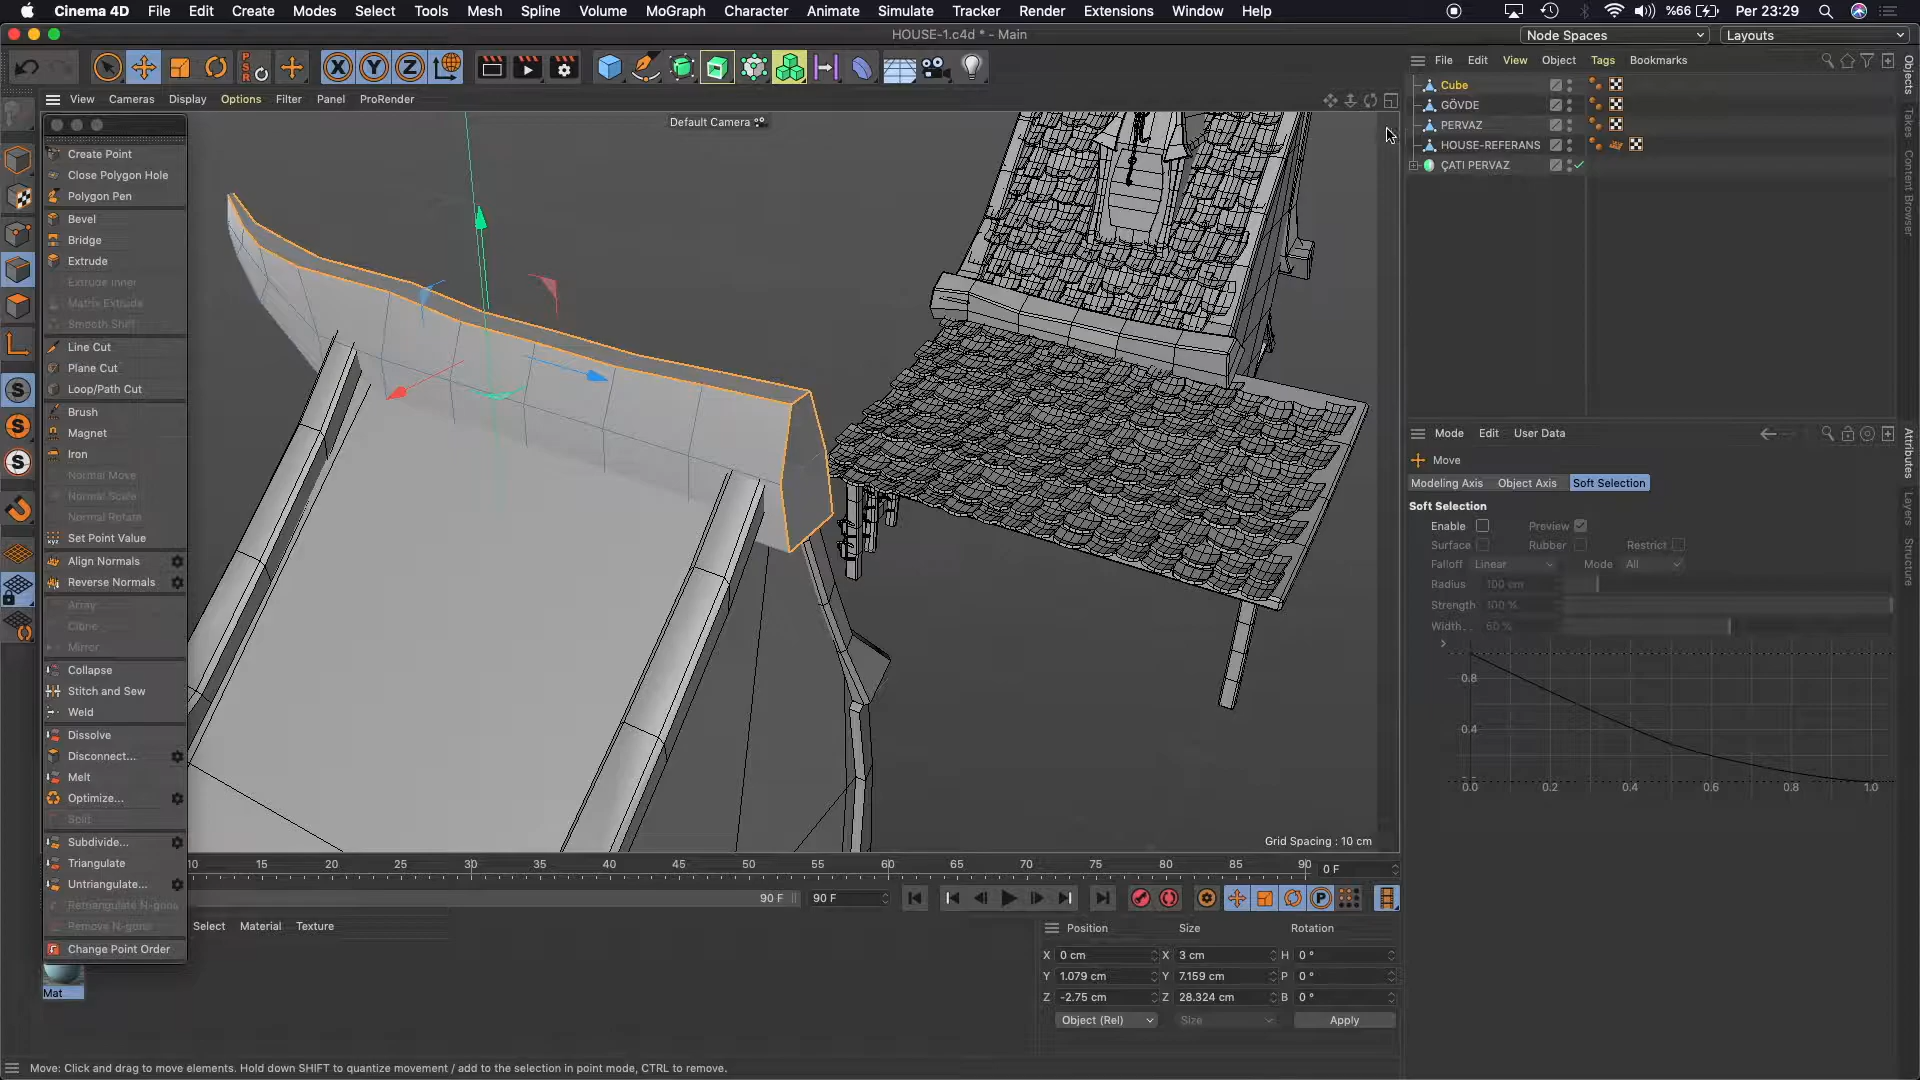 Cinema 4D File Edit Create Modes Select Tools Mesh Spline Volume MoGraph Character Animate Simulate Tracker Render Extensions Window Help %66 Per 23:29
HOUSE-1.c4d * - Main
Node Spaces
Layouts
View Cameras Display Options Filter Panel ProRender
Default Camera
Create Point
Close Polygon Hole
Polygon Pen
Bevel
Bridge
Extrude
Extrude Inner
Matrix Extrude
Smooth Shift
Line Cut
Plane Cut
Loop/Path Cut
Brush
Magnet
Iron
Normal Move
Normal Scale
Normal Rotate
Set Point Value
Align Normals
Reverse Normals
Array
Clone
Mirror
Collapse
Stitch and Sew
Weld
Dissolve
Disconnect...
Melt
Optimize...
Split
Subdivide...
Triangulate
Untriangulate...
Retriangulate N-gons
Remove N-gons
Change Point Order
Grid Spacing : 10 cm
10 15 20 25 30 35 40 45 50 55 60 65 70 75 80 85 90 0 F
90 F 90 F
Select Material Texture
Mat
Position Size Rotation
X 0 cm X 3 cm H 0 °
Y 1.079 cm Y 7.159 cm P 0 °
Z -2.75 cm Z 28.324 cm B 0 °
Object (Rel) Size Apply
Move: Click and drag to move elements. Hold down SHIFT to quantize movement / add to the selection in point mode, CTRL to remove.
File Edit View Object Tags Bookmarks
Cube
GÖVDE
PERVAZ
HOUSE-REFERANS
ÇATI PERVAZ
Objects
Takes
Content Browser
Mode Edit User Data
Move
Modeling Axis Object Axis Soft Selection
Soft Selection
Enable Preview
Surface Rubber Restrict
Falloff Linear Mode All
Radius 100 cm
Strength 100 %
Width 60 %
0.8
0.4
0.0 0.2 0.4 0.6 0.8 1.0
Attributes
Layers
Structure